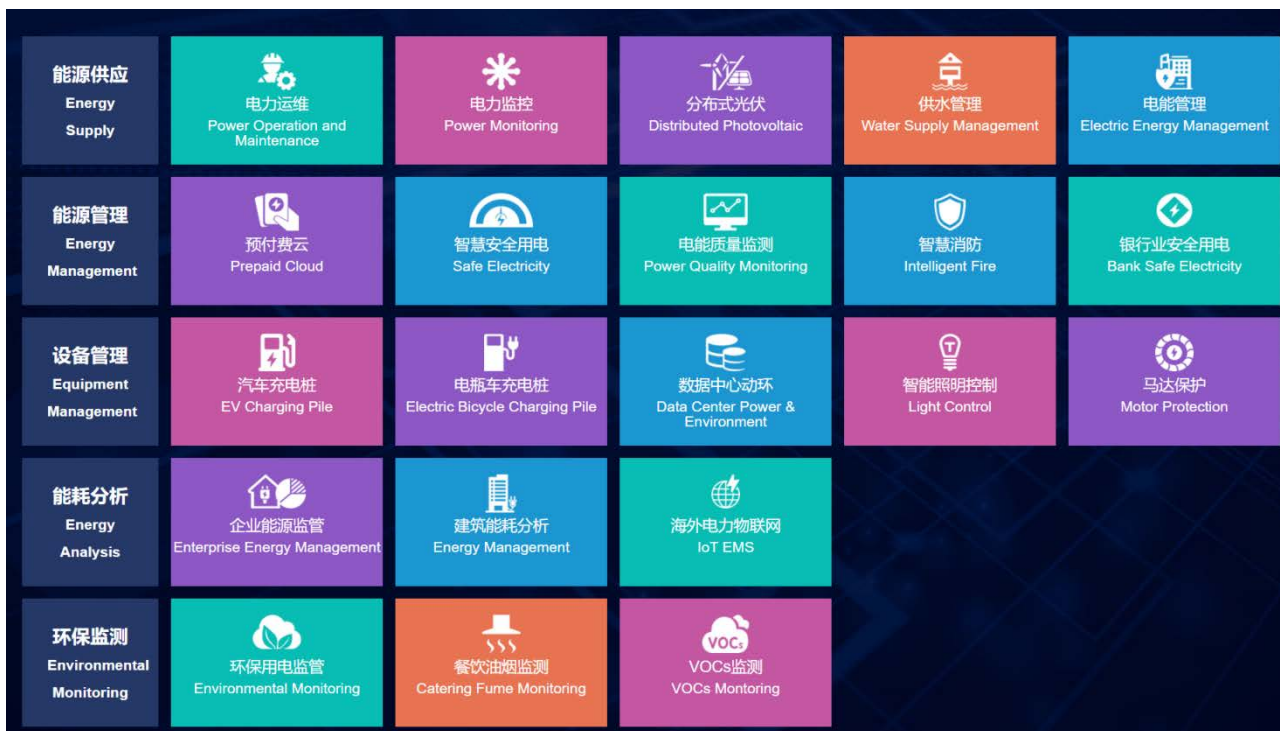 能源供应
Energy
Supply
电力运维
Power Operation and
Maintenance
电力监控
Power Monitoring
分布式光伏
Distributed Photovoltaic
供水管理
Water Supply Management
电能管理
Electric Energy Management
能源管理
Energy
Management
预付费云
Prepaid Cloud
智慧安全用电
Safe Electricity
电能质量监测
Power Quality Monitoring
智慧消防
Intelligent Fire
银行业安全用电
Bank Safe Electricity
设备管理
Equipment
Management
汽车充电桩
EV Charging Pile
电瓶车充电桩
Electric Bicycle Charging Pile
数据中心动环
Data Center Power &
Environment
T
智能照明控制
Light Control
马达保护
Motor Protection
能耗分析
Energy
Analysis
企业能源监管
Enterprise Energy Management
建筑能耗分析
Energy Management
海外电力物联网
IoT EMS
环保监测
Environmental
Monitoring
环保用电监管
Environmental Monitoring
餐饮油烟监测
Catering Fume Monitoring
VOCs
VOCs监测
VOCs Montoring